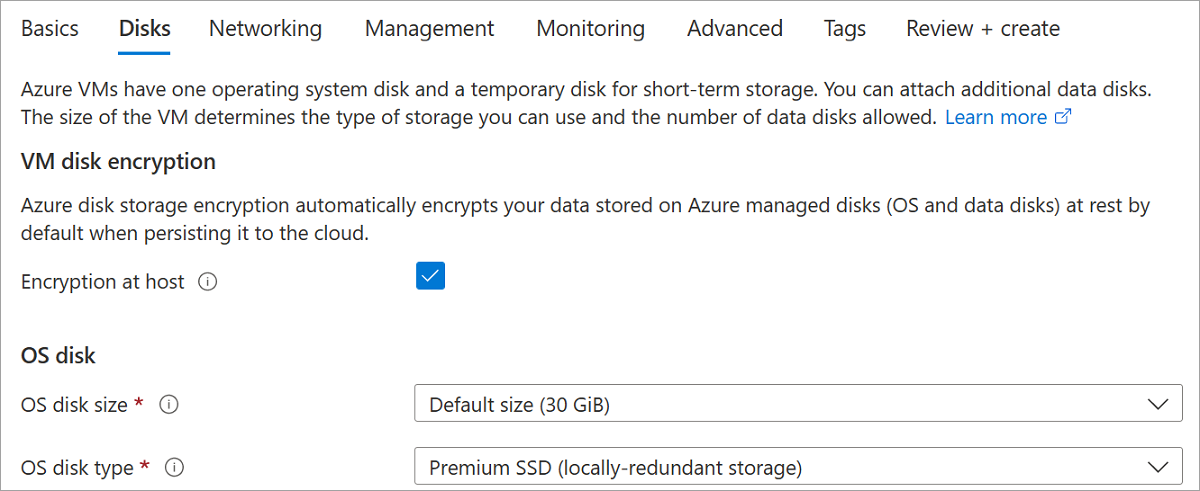 Basics Disks Networking Management Monitoring Advanced Tags Review + create
Azure VMs have one operating system disk and a temporary disk for short-term storage. You can attach additional data disks.
The size of the VM determines the type of storage you can use and the number of data disks allowed. Learn more
VM disk encryption
Azure disk storage encryption automatically encrypts your data stored on Azure managed disks (OS and data disks) at rest by
default when persisting it to the cloud.
Encryption at host
OS disk
OS disk size * Default size (30 GiB)
OS disk type * Premium SSD (locally-redundant storage)